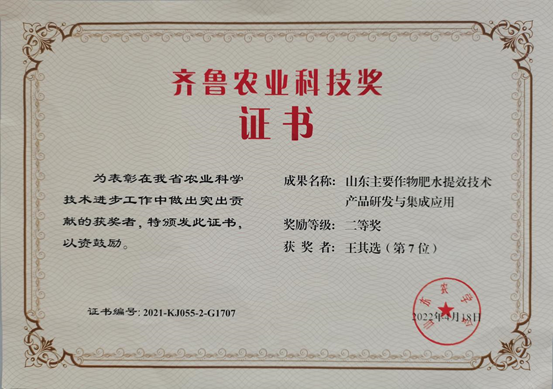 齐鲁农业科技奖
证书
为表彰在我省农业科学
技术进步工作中做出突出贡
献的获奖者，特颁发此证书，
以资鼓励。
证书编号: 2021-KJ055-2-G1707
成果名称: 山东主要作物肥水提效技术
产品研发与集成应用
奖励等级: 二等奖
获 奖 者: 王其选（第 7 位）
山东农学会
2022年4月18日